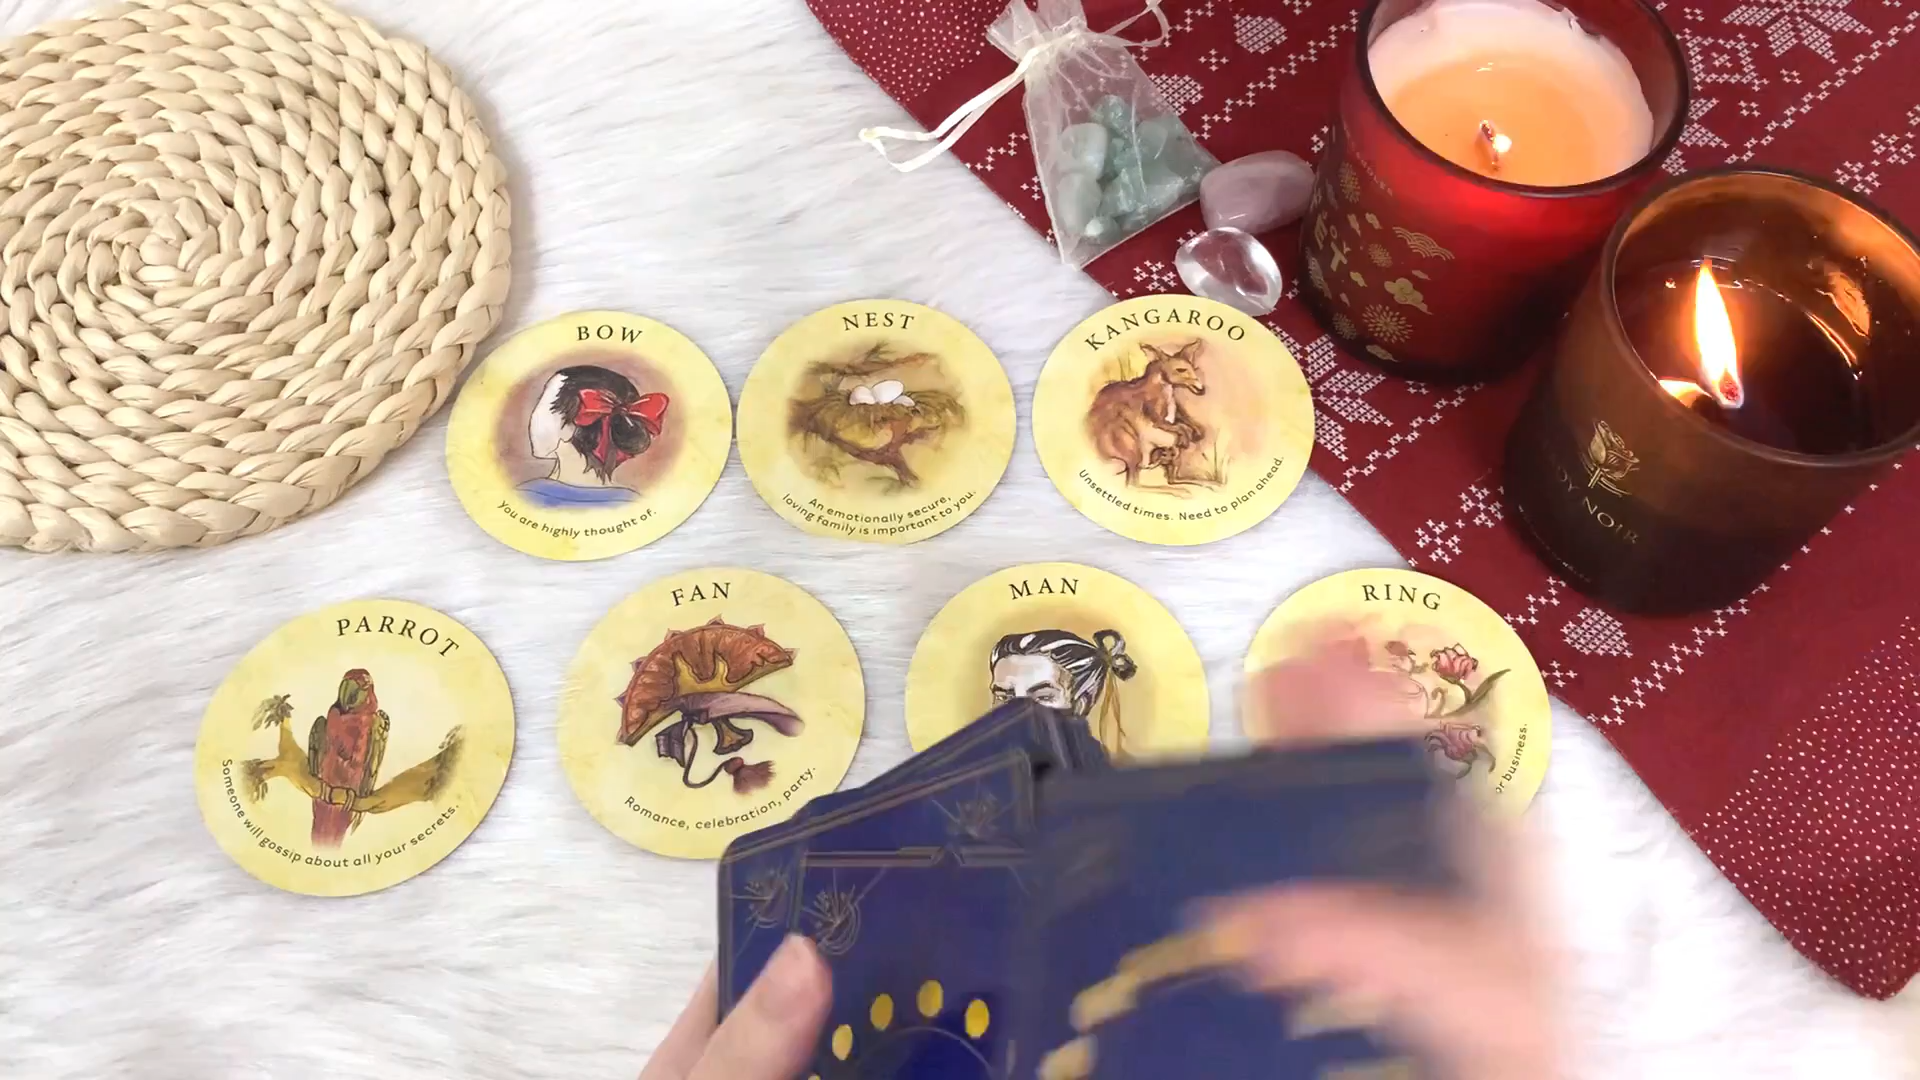 BOW
You are highly thought of.
NEST
An emotionally secure,
loving family is important to you.
KANGAROO
Unsettled times. Need to plan ahead.
PARROT
Someone will gossip about all your secrets.
FAN
Romance, celebration, party.
MAN
RING
or business.
NOIR